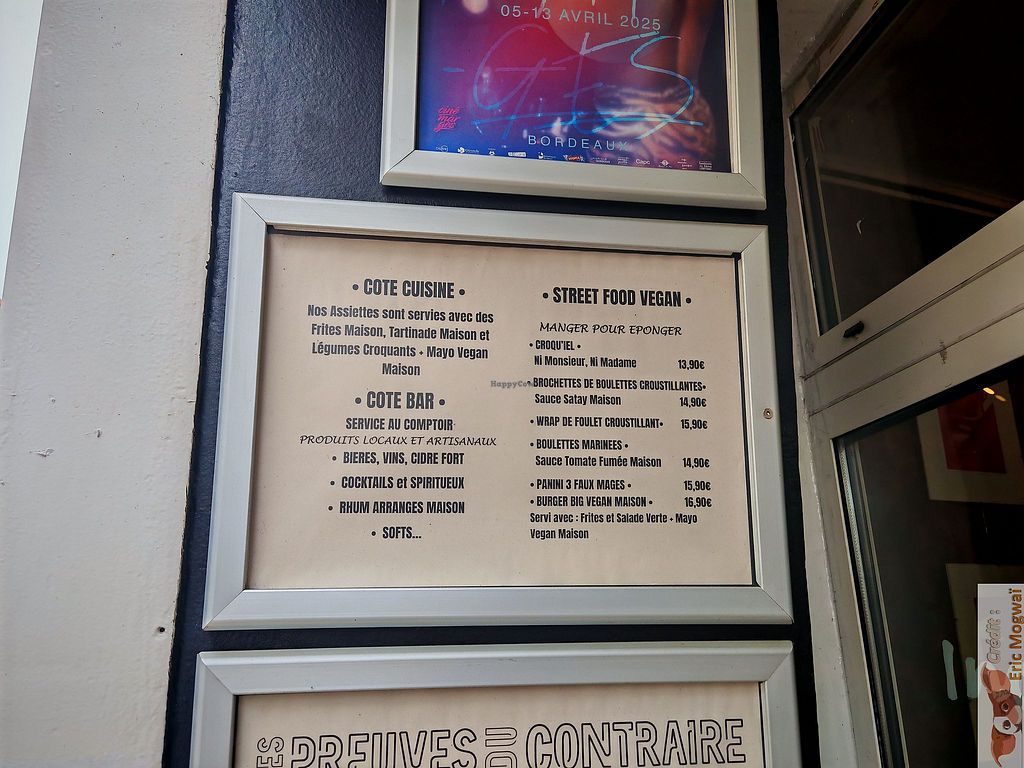 05-13 AVRIL 2025
BORDEAUX
• COTE CUISINE •
Nos Assiettes sont servies avec des
Frites Maison, Tartinade Maison et
Légumes Croquants + Mayo Vegan
Maison
• COTE BAR •
SERVICE AU COMPTOIR
PRODUITS LOCAUX ET ARTISANAUX
• BIERES, VINS, CIDRE FORT
• COCKTAILS et SPIRITUEUX
• RHUM ARRANGES MAISON
• SOFTS...
• STREET FOOD VEGAN •
MANGER POUR EPONGER
• CROQU'IEL •
Ni Monsieur, Ni Madame 13,90€
• BROCHETTES DE BOULETTES CROUSTILLANTES•
Sauce Satay Maison 14,90€
• WRAP DE FOULET CROUSTILLANT• 15,90€
• BOULETTES MARINEES •
Sauce Tomate Fumée Maison 14,90€
• PANINI 3 FAUX MAGES • 15,90€
• BURGER BIG VEGAN MAISON • 16,90€
Servi avec : Frites et Salade Verte + Mayo
Vegan Maison
HappyCow
PREUVES DU CONTRAIRE
Crédit :
Eric Mogwaï